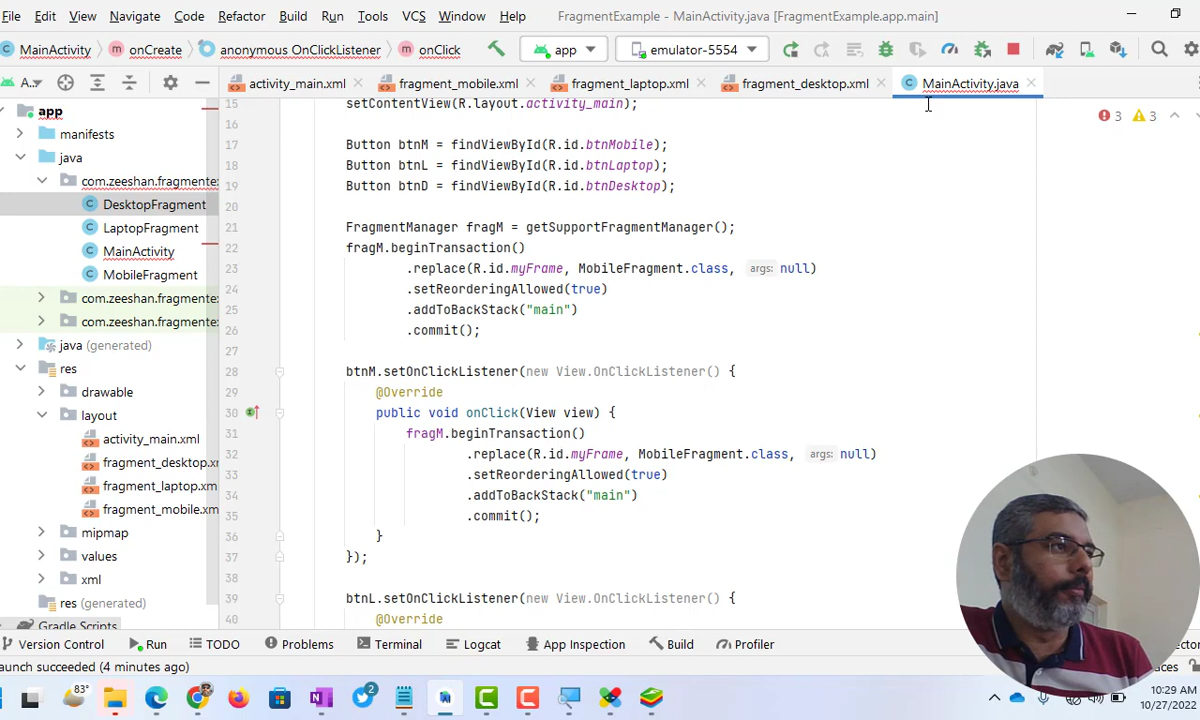 File Edit View Navigate Code Refactor Build Run Tools VCS Window Help FragmentExample - MainActivity.java [FragmentExample.app.main]
MainActivity onCreate anonymous OnClickListener onClick app emulator-5554
A... activity_main.xml fragment_mobile.xml fragment_laptop.xml fragment_desktop.xml MainActivity.java
app
manifests
java
com.zeeshan.fragmente
DesktopFragment
LaptopFragment
MainActivity
MobileFragment
com.zeeshan.fragmente
com.zeeshan.fragmente
java (generated)
res
drawable
layout
activity_main.xml
fragment_desktop.xm
fragment_laptop.xm
fragment_mobile.xm
mipmap
values
xml
res (generated)
Gradle Scripts
3 3
15 setContentView(R.layout.activity_main);
16
17 Button btnM = findViewById(R.id.btnMobile);
18 Button btnL = findViewById(R.id.btnLaptop);
19 Button btnD = findViewById(R.id.btnDesktop);
20
21 FragmentManager fragM = getSupportFragmentManager();
22 fragM.beginTransaction()
23 .replace(R.id.myFrame, MobileFragment.class, args: null)
24 .setReorderingAllowed(true)
25 .addToBackStack("main")
26 .commit();
27
28 btnM.setOnClickListener(new View.OnClickListener() {
29 @Override
30 public void onClick(View view) {
31 fragM.beginTransaction()
32 .replace(R.id.myFrame, MobileFragment.class, args: null)
33 .setReorderingAllowed(true)
34 .addToBackStack("main")
35 .commit();
36 }
37 });
38
39 btnL.setOnClickListener(new View.OnClickListener() {
40 @Override
Version Control Run TODO Problems Terminal Logcat App Inspection Build Profiler
aunch succeeded (4 minutes ago)
83° 2 10:29 AM
10/27/2022